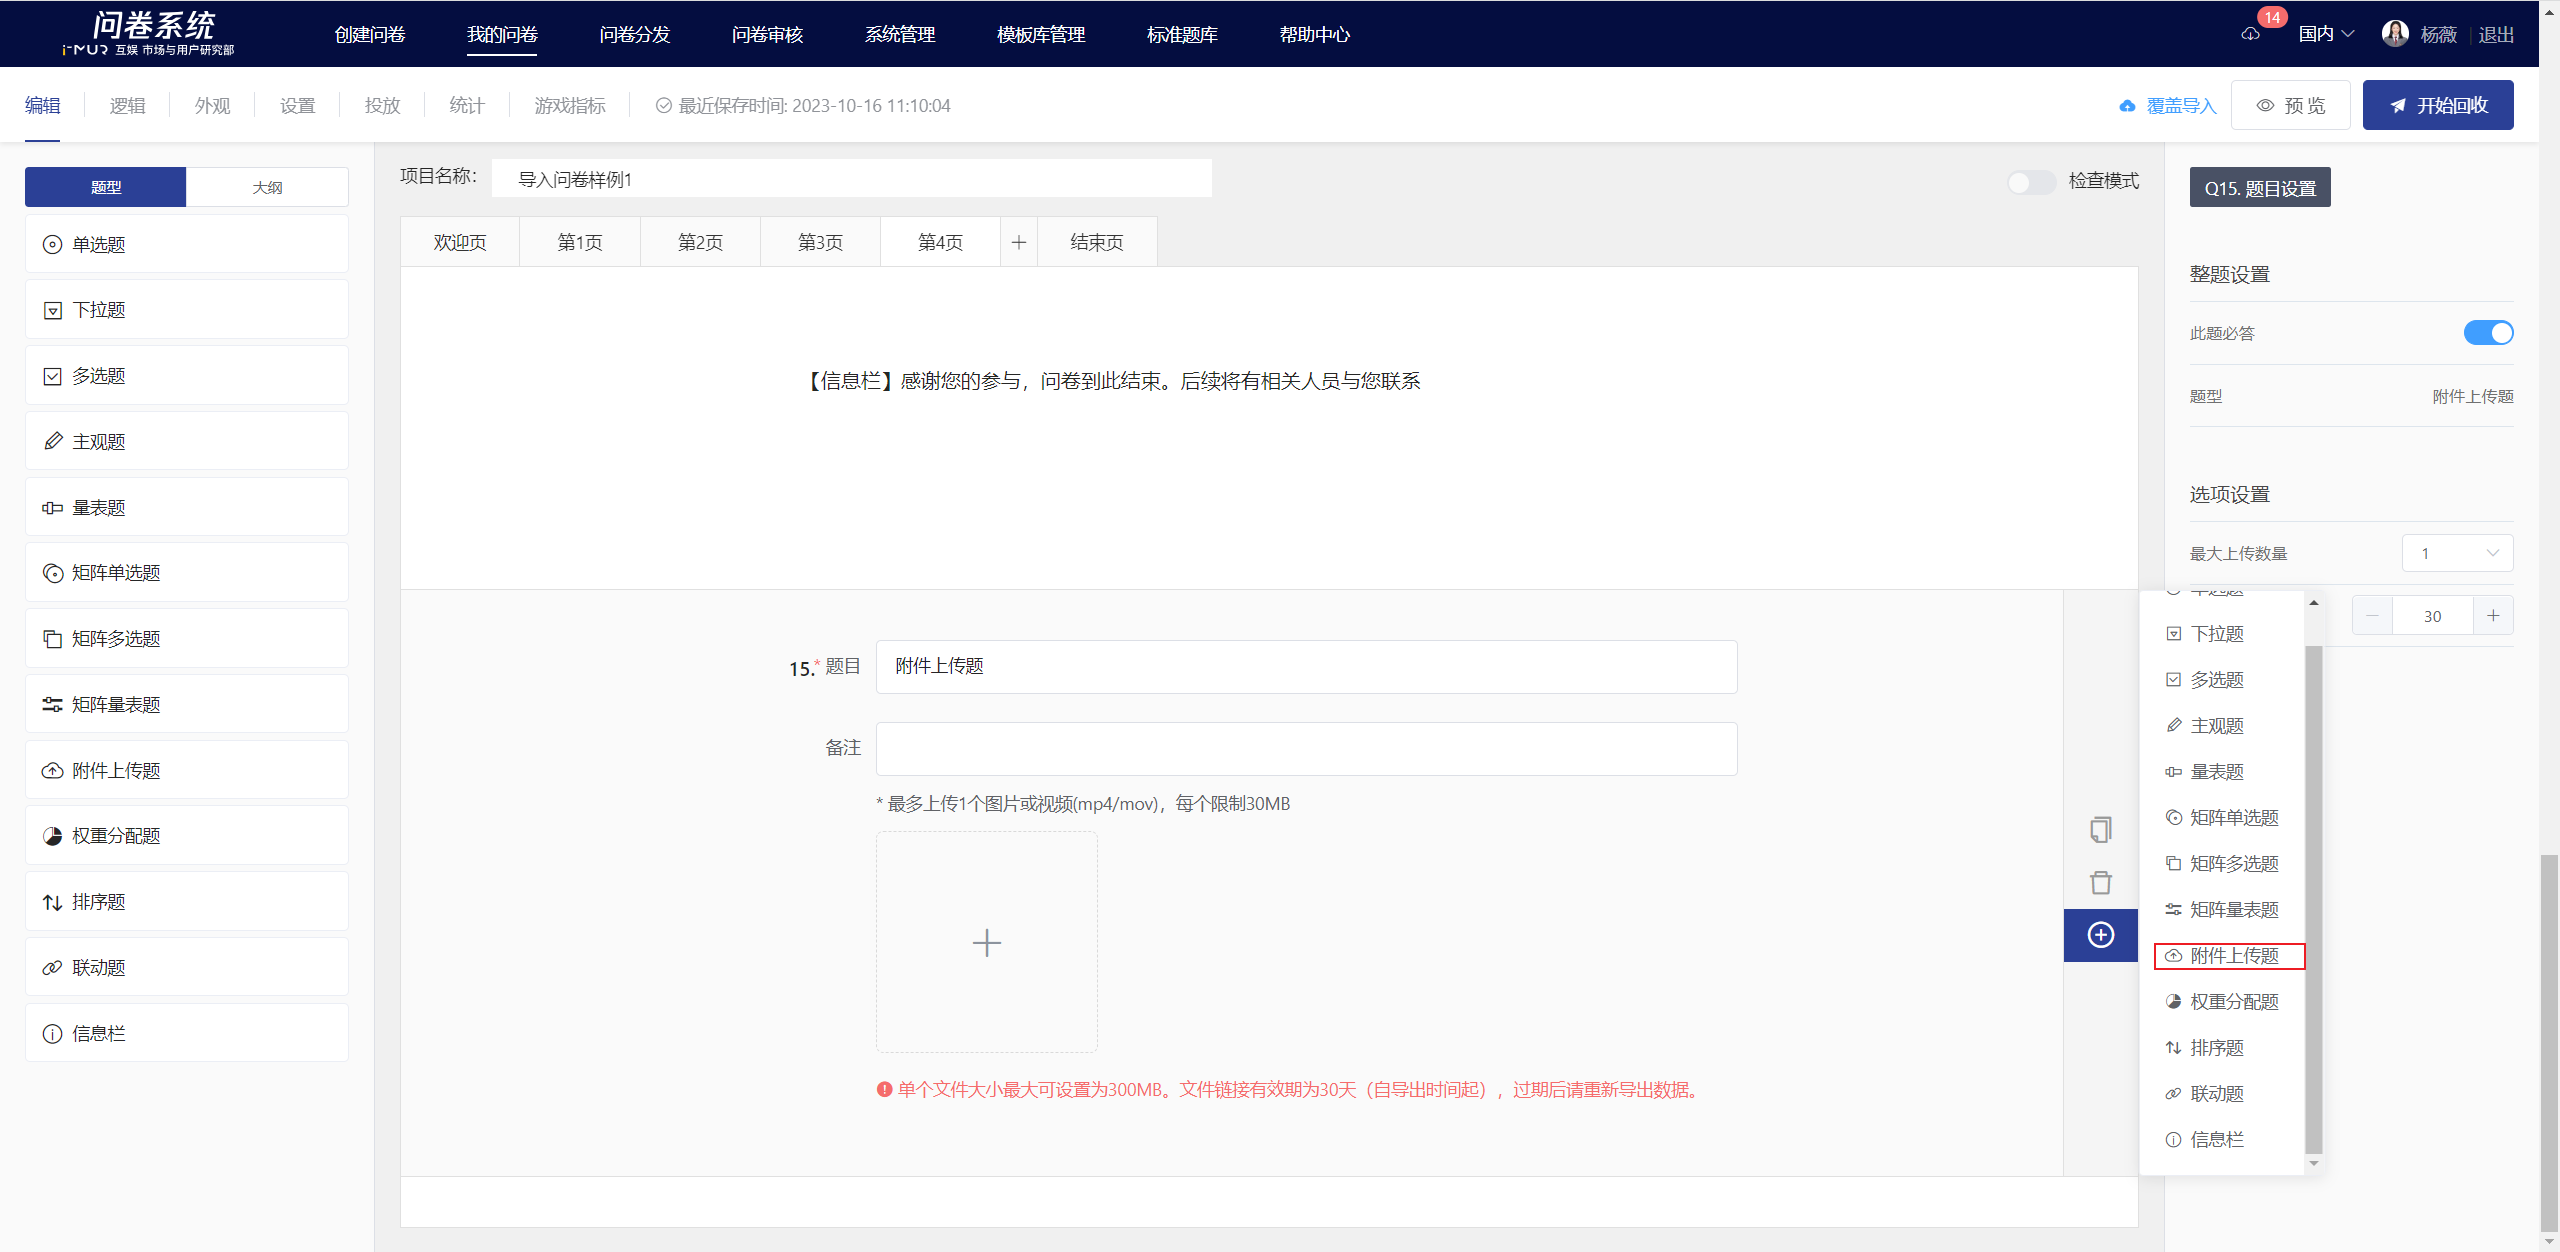 问卷系统
i-MUR 互娱 市场与用户研究部
创建问卷
我的问卷
问卷分发
问卷审核
系统管理
模板库管理
标准题库
帮助中心
14
国内
杨薇
退出
编辑
逻辑
外观
设置
投放
统计
游戏指标
最近保存时间: 2023-10-16 11:10:04
覆盖导入
预 览
开始回收
题型
大纲
单选题
下拉题
多选题
主观题
量表题
矩阵单选题
矩阵多选题
矩阵量表题
附件上传题
权重分配题
排序题
联动题
信息栏
项目名称:
导入问卷样例1
检查模式
欢迎页
第1页
第2页
第3页
第4页
结束页
【信息栏】感谢您的参与，问卷到此结束。后续将有相关人员与您联系
15.* 题目
附件上传题
备注
* 最多上传1个图片或视频(mp4/mov)，每个限制30MB
单个文件大小最大可设置为300MB。文件链接有效期为30天（自导出时间起），过期后请重新导出数据。
Q15. 题目设置
整题设置
此题必答
题型
附件上传题
选项设置
最大上传数量
1
30
单选题
下拉题
多选题
主观题
量表题
矩阵单选题
矩阵多选题
矩阵量表题
附件上传题
权重分配题
排序题
联动题
信息栏